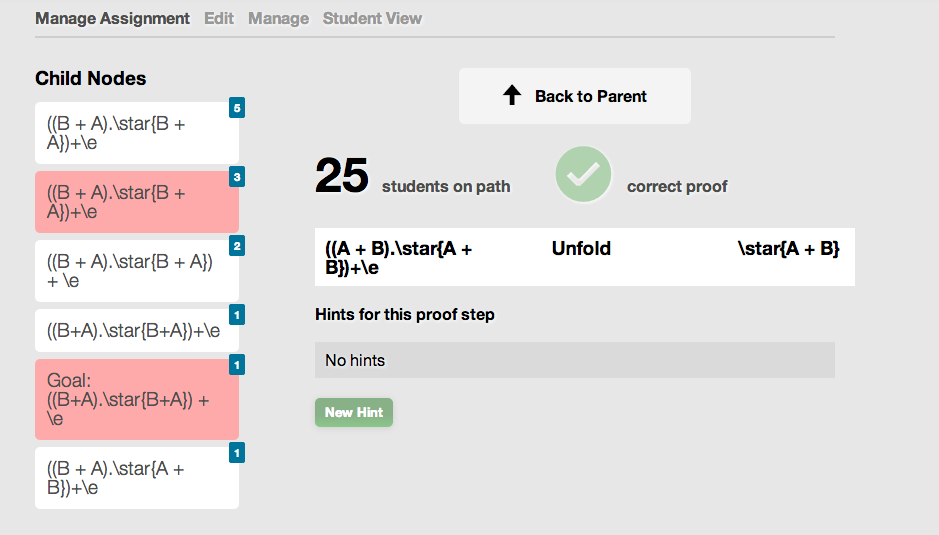 Manage Assignment Edit Manage Student View
Child Nodes
5
((B + A).\star{B +
A})+\e
3
((B + A).\star{B +
A})+\e
2
((B + A).\star{B + A})
+ \e
1
((B+A).\star{B+A})+\e
1
Goal:
((B+A).\star{B+A}) +
\e
1
((B + A).\star{A +
B})+\e
Back to Parent
25 students on path
correct proof
((A + B).\star{A +
B})+\e
Unfold
\star{A + B}
Hints for this proof step
No hints
New Hint